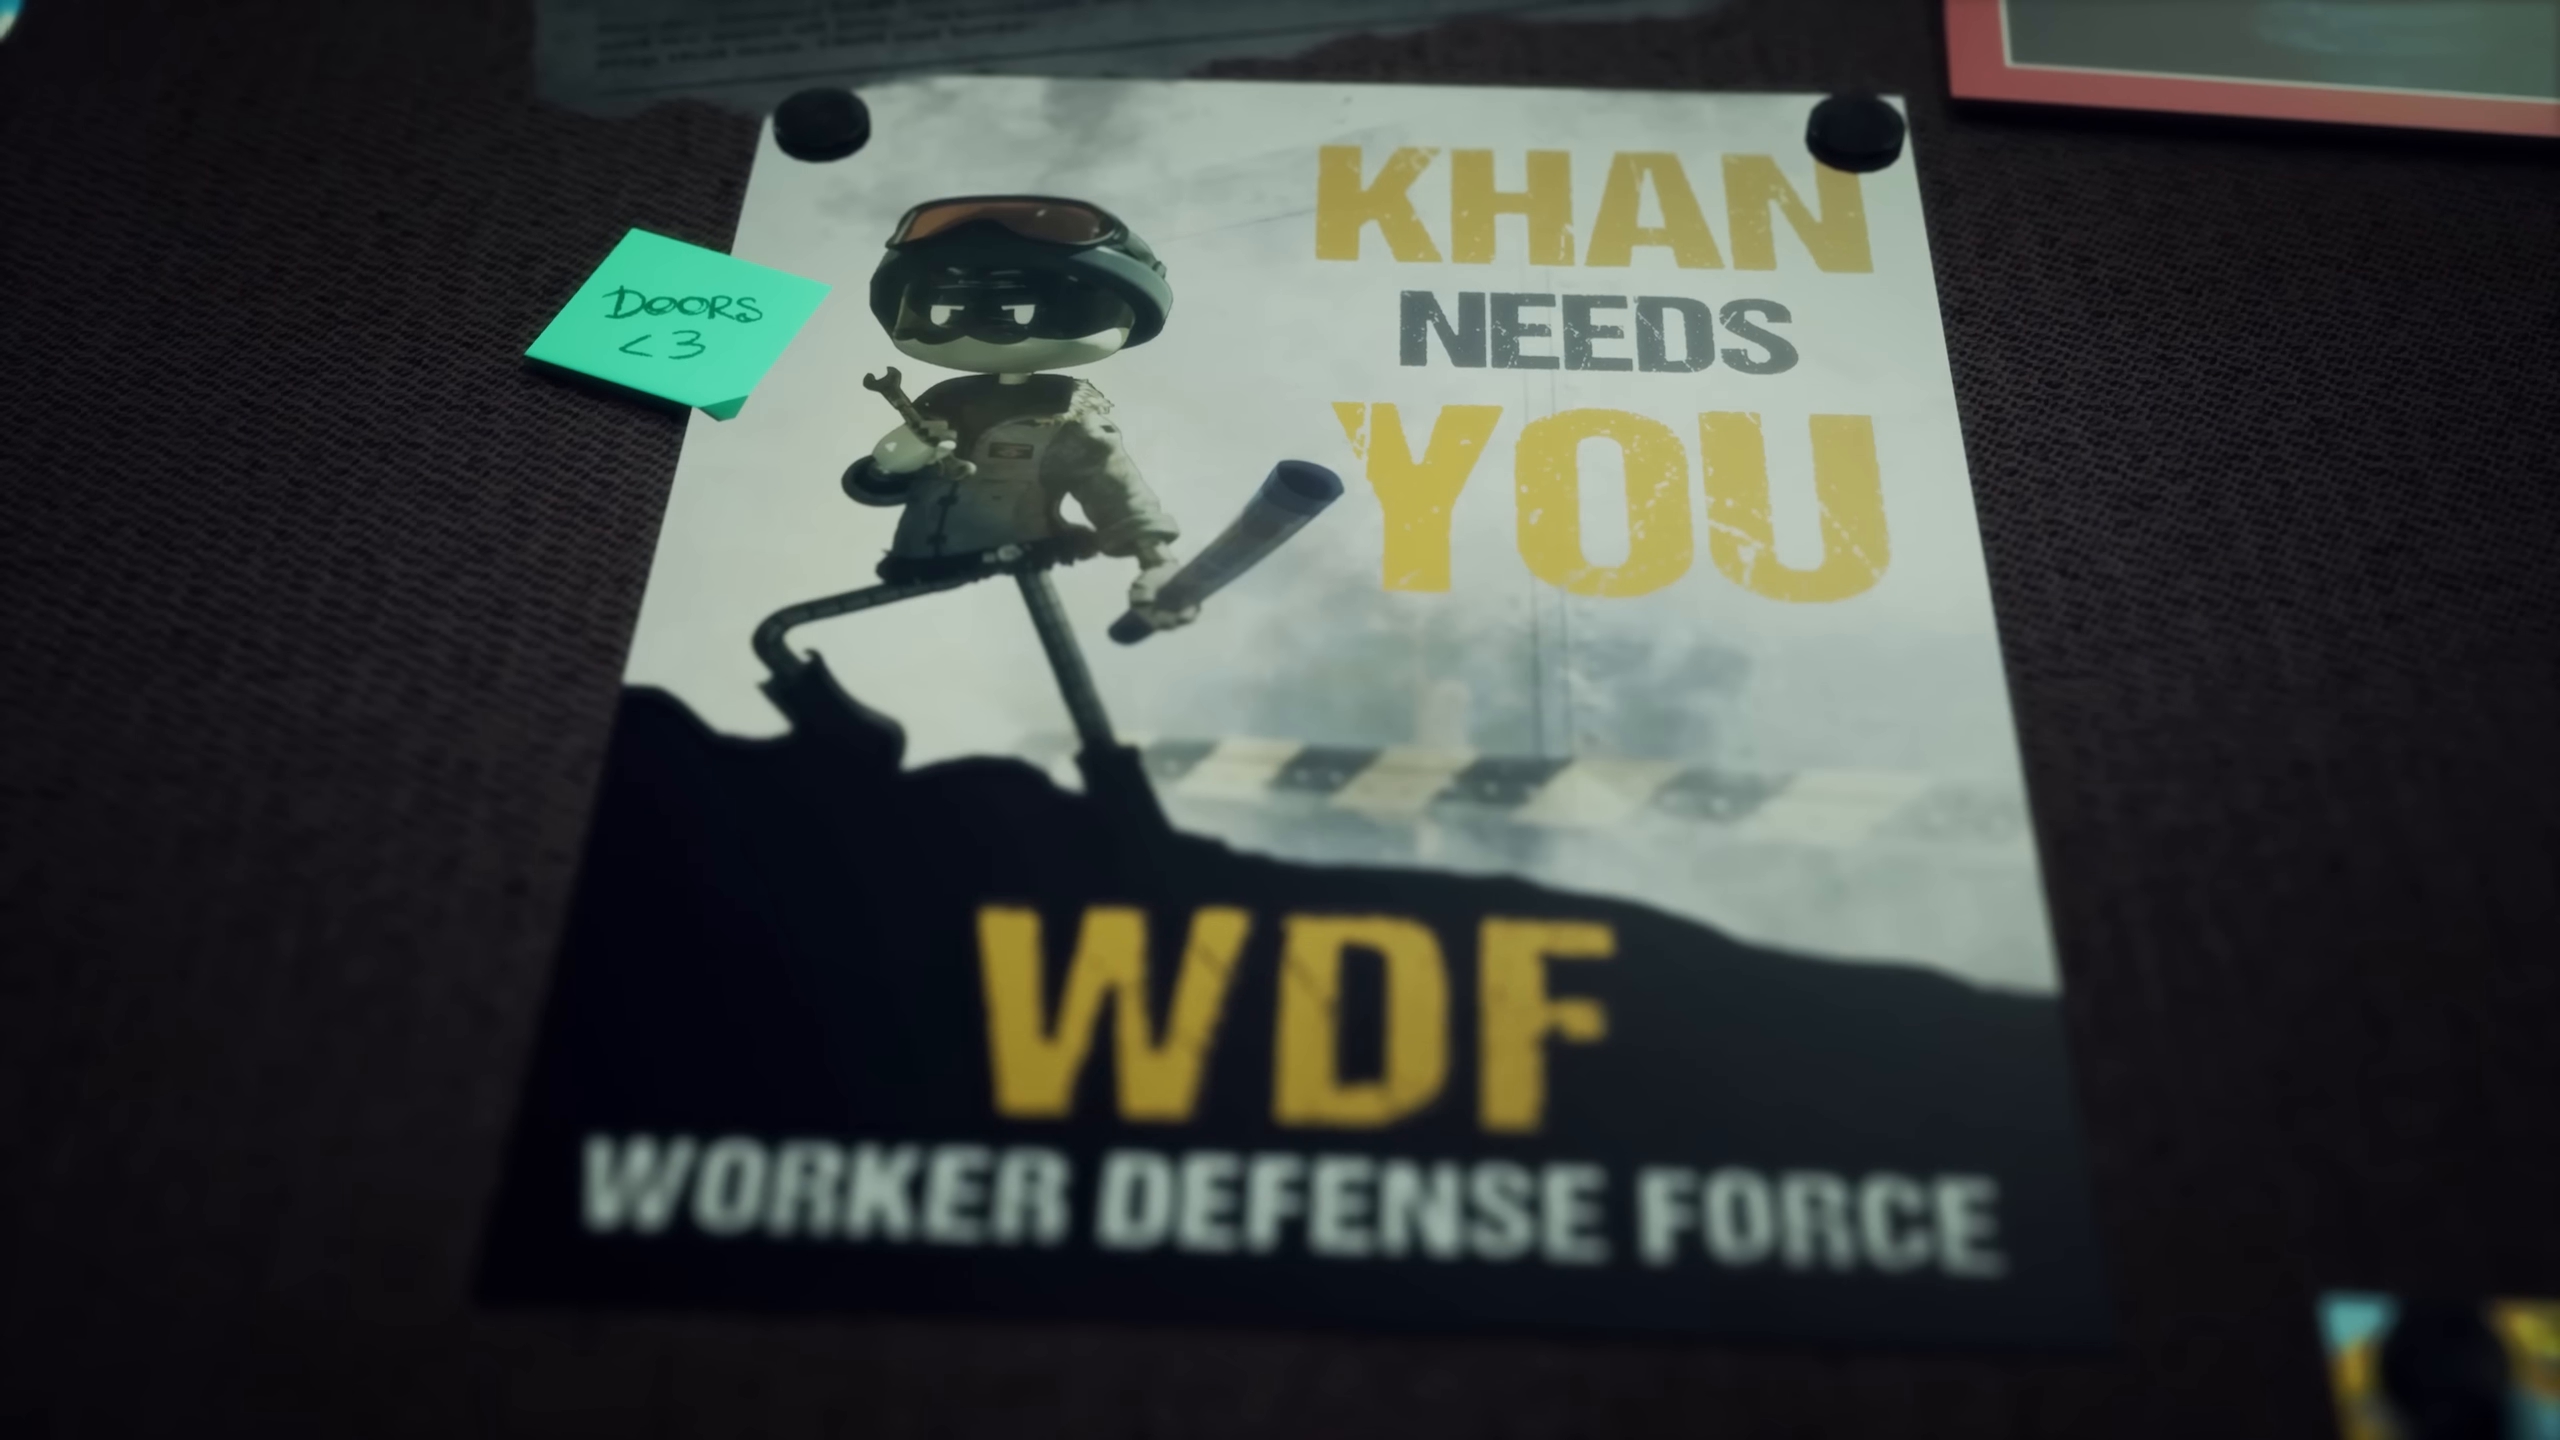 DOORS
<3
KHAN
NEEDS
YOU
WDF
WORKER DEFENSE FORCE